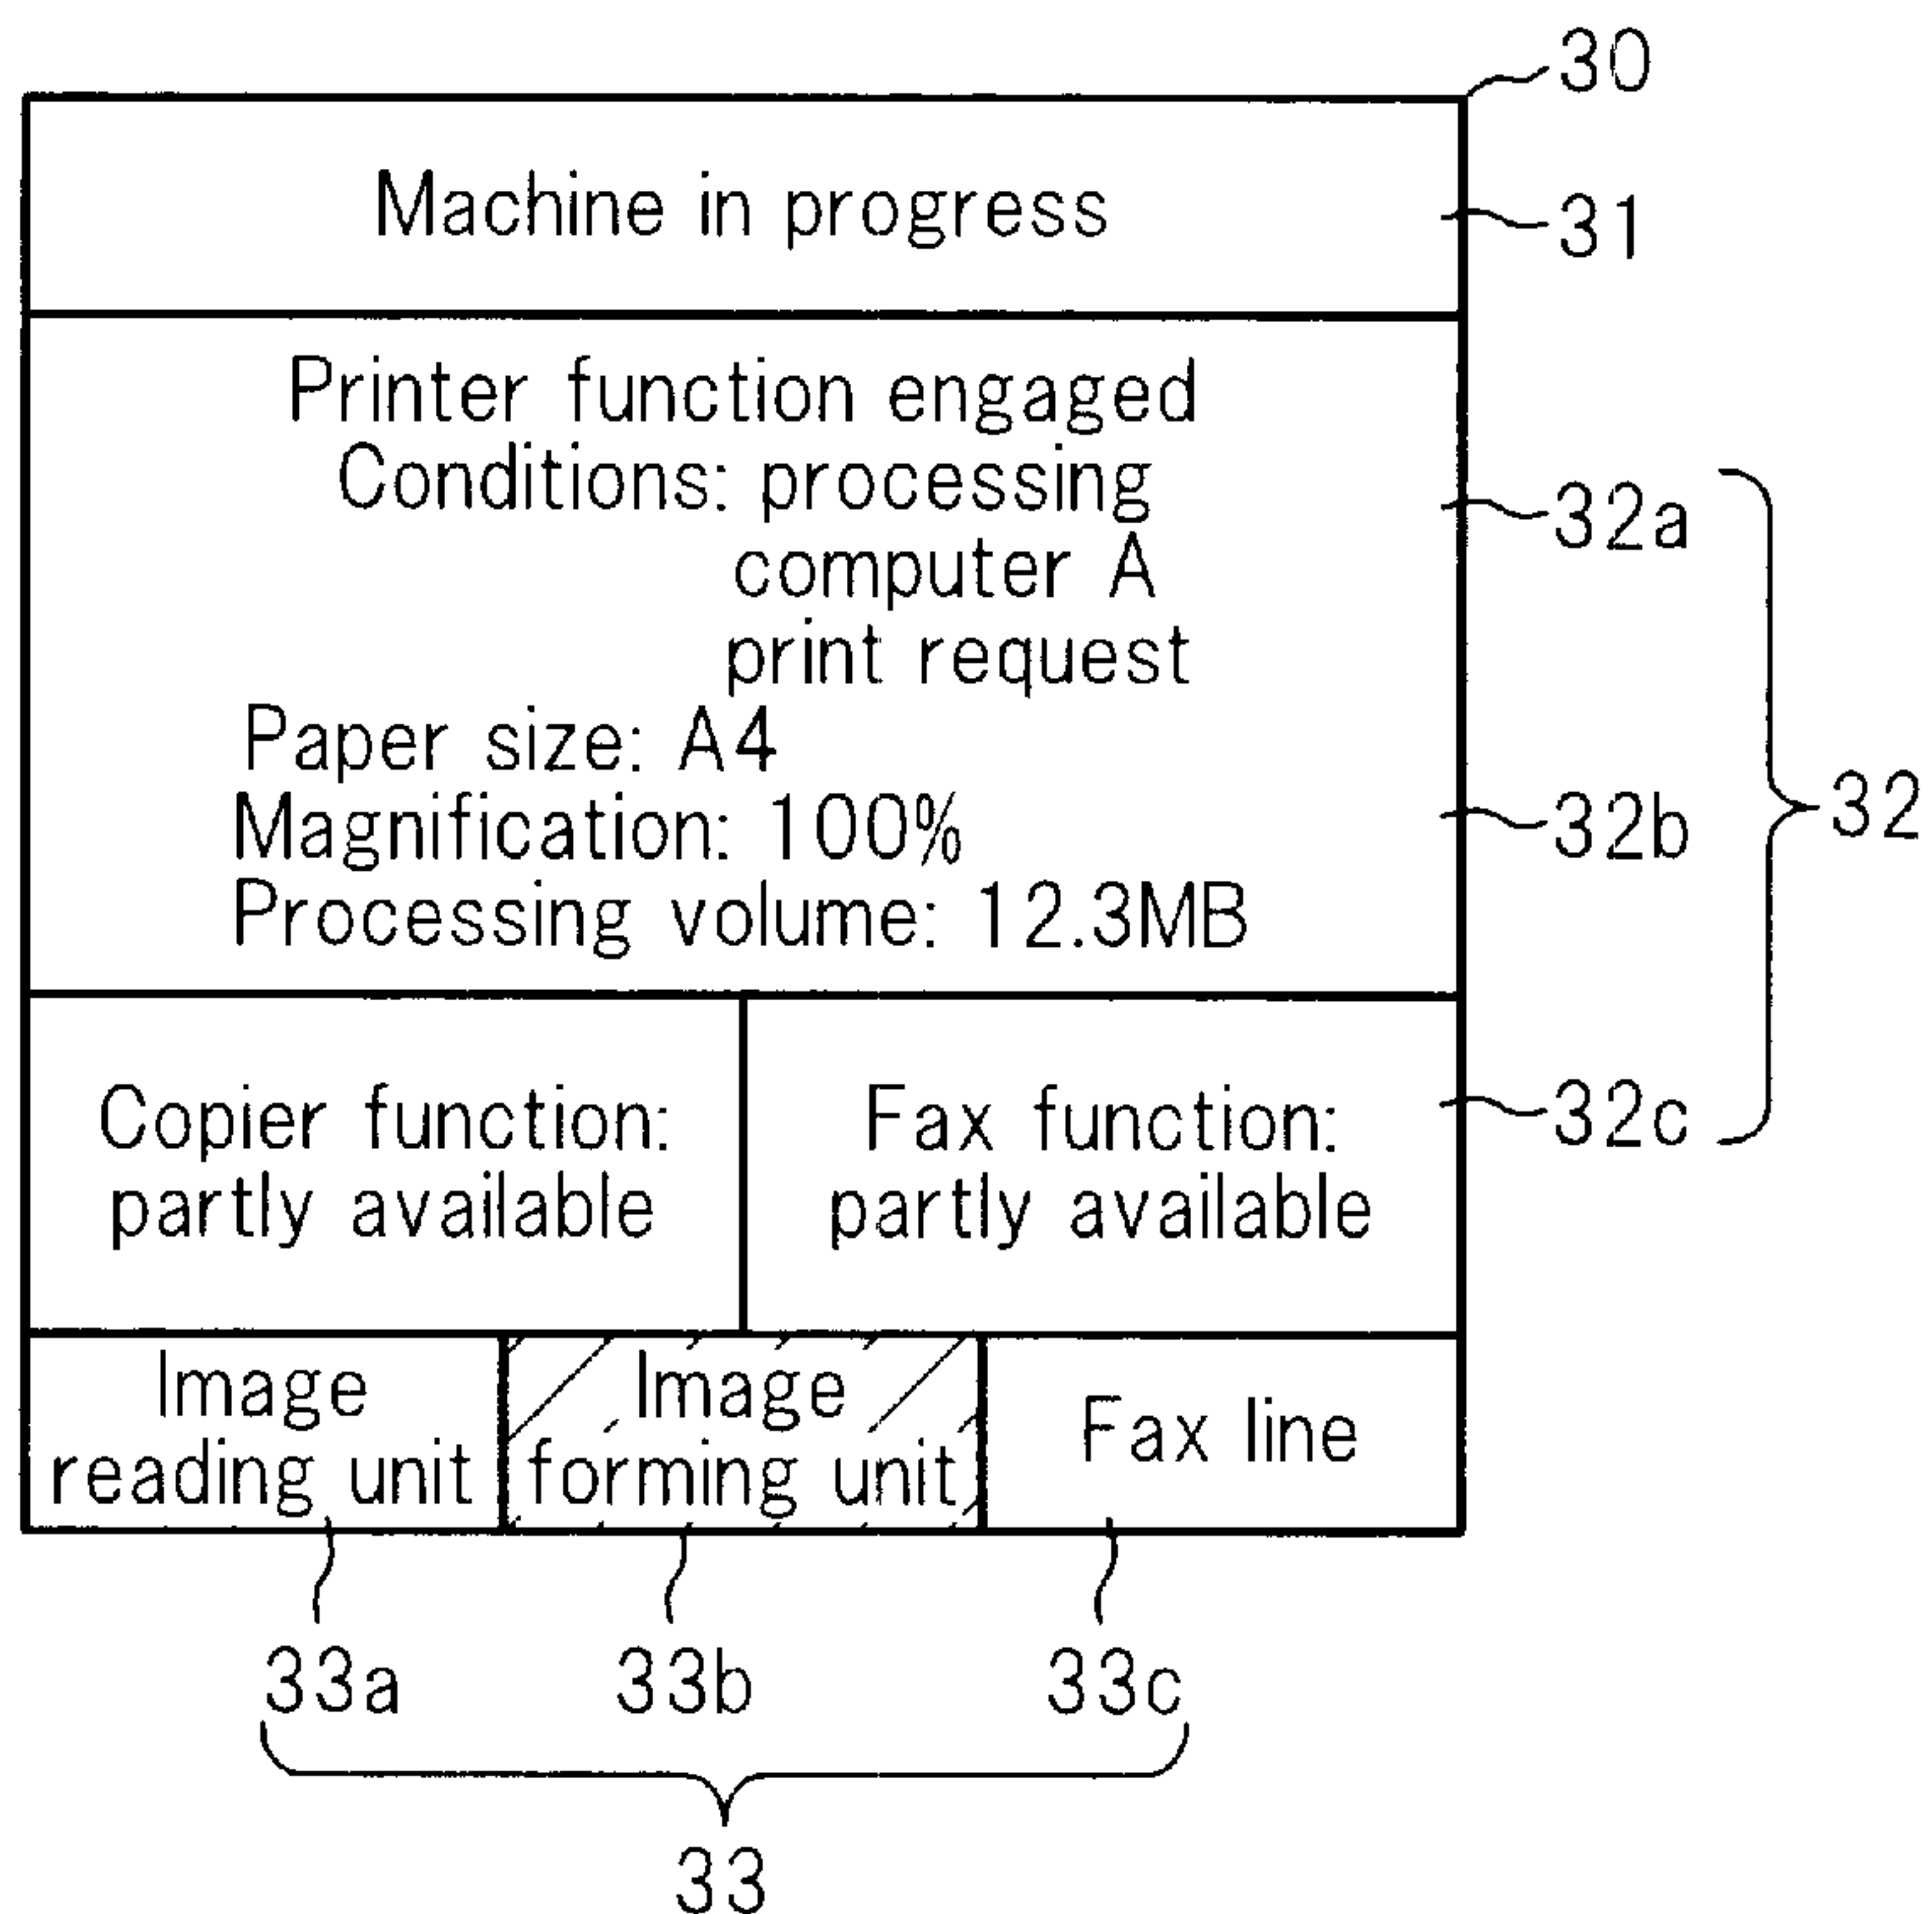 30
Machine in progress
31
Printer function engaged
Conditions: processing
32a
computer A
print request
Paper size: A4
Magnification: 100%
32b
32
Processing volume: 12.3MB
Copier function:
partly available
Fax function:
partly available
32c
Image
reading unit
Image
forming unit
Fax line
33a
33b
33c
33